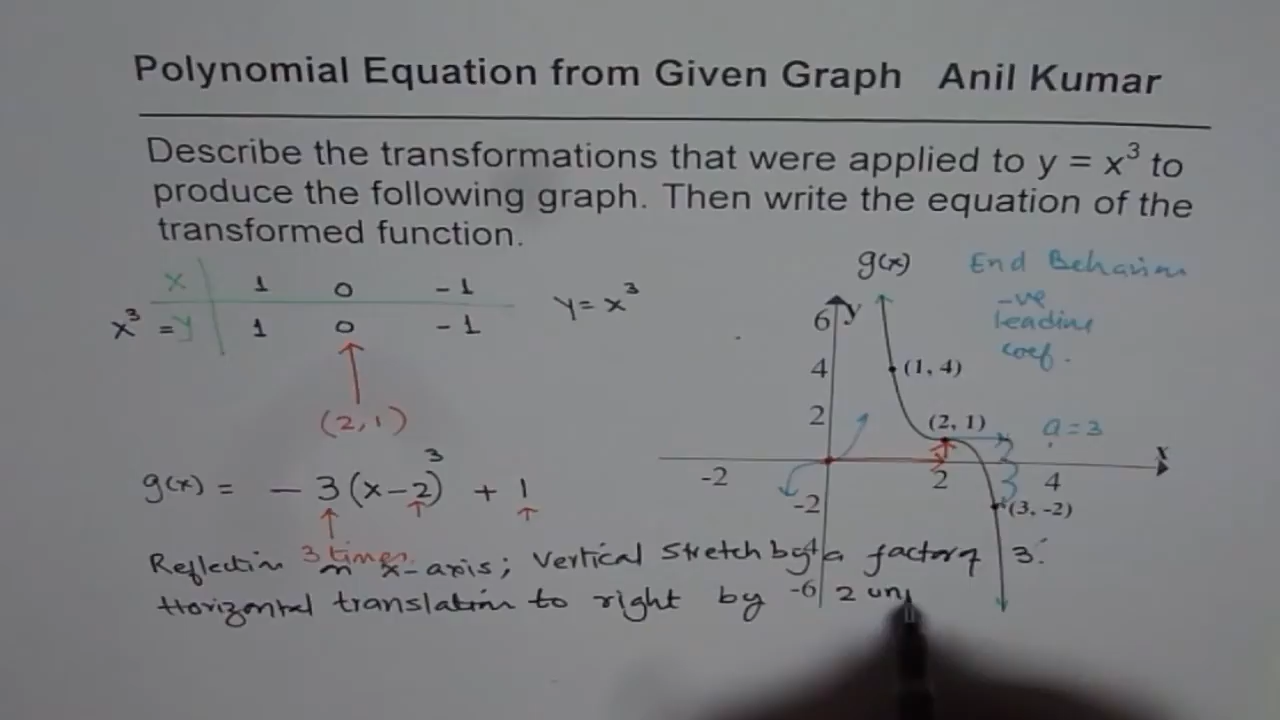 Polynomial Equation from Given Graph Anil Kumar
Describe the transformations that were applied to y = x³ to
produce the following graph. Then write the equation of the
transformed function.
g(x) End Behaviour
-ve
leading
coef.
x 1 0 -1
x³ = y 1 0 -1
y = x³
(2, 1)
6 y
4 (1, 4)
2 (2, 1) a = 3
x
-2 2 4
-2 (3, -2) 3
-6
g(x) = - 3(x-2)³ + 1
3 times
Reflection in x-axis; Vertical Stretch by a factor of 3.
Horizontal translation to right by 2 un